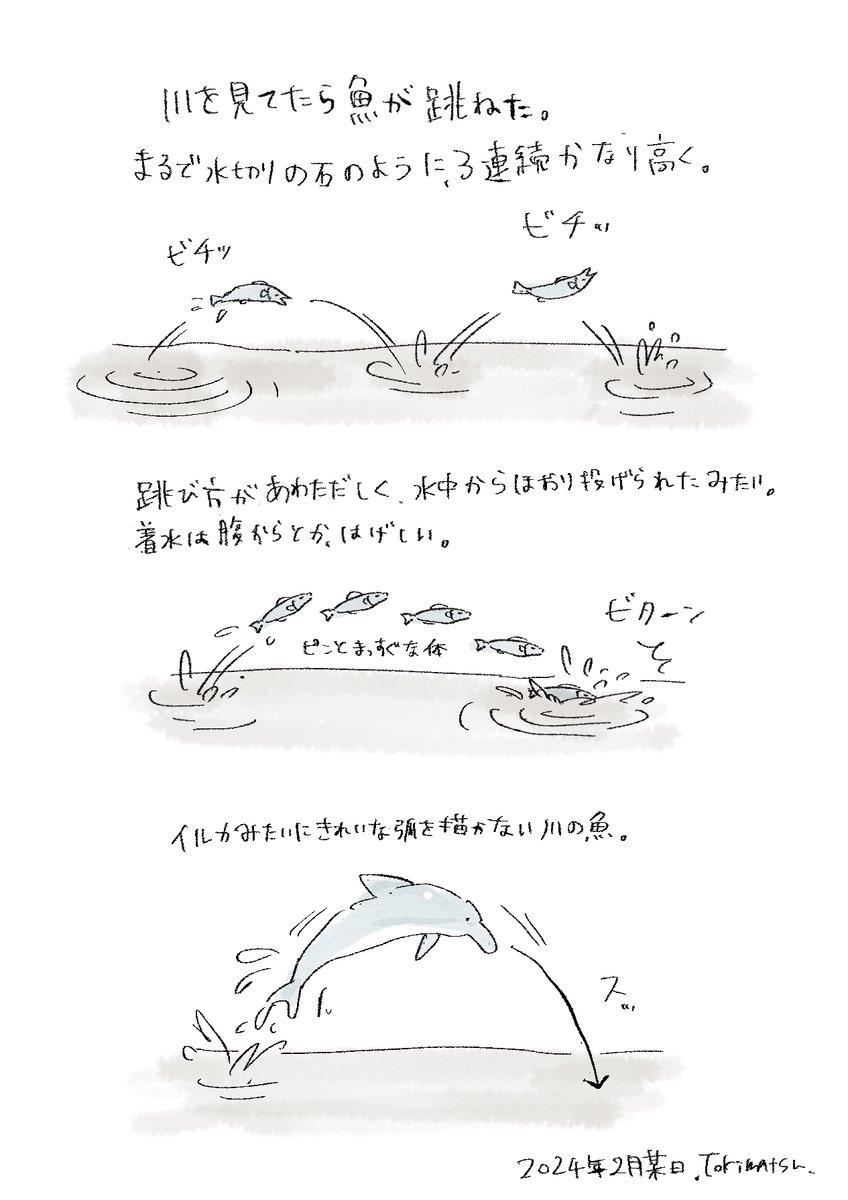 川を見てたら魚が跳ねた。
まるで水切りの石のように、3連続かなり高く。
ビチッ
ビチッ
跳び方があわただしく、水中からほおり投げられたみたい。
着水は腹からとか、はげしい。
ピンとまっすぐな体
ビターン
イルカみたいにきれいな弧を描かない川の魚。
スッ
2024年2月某日.Tokimatsu.